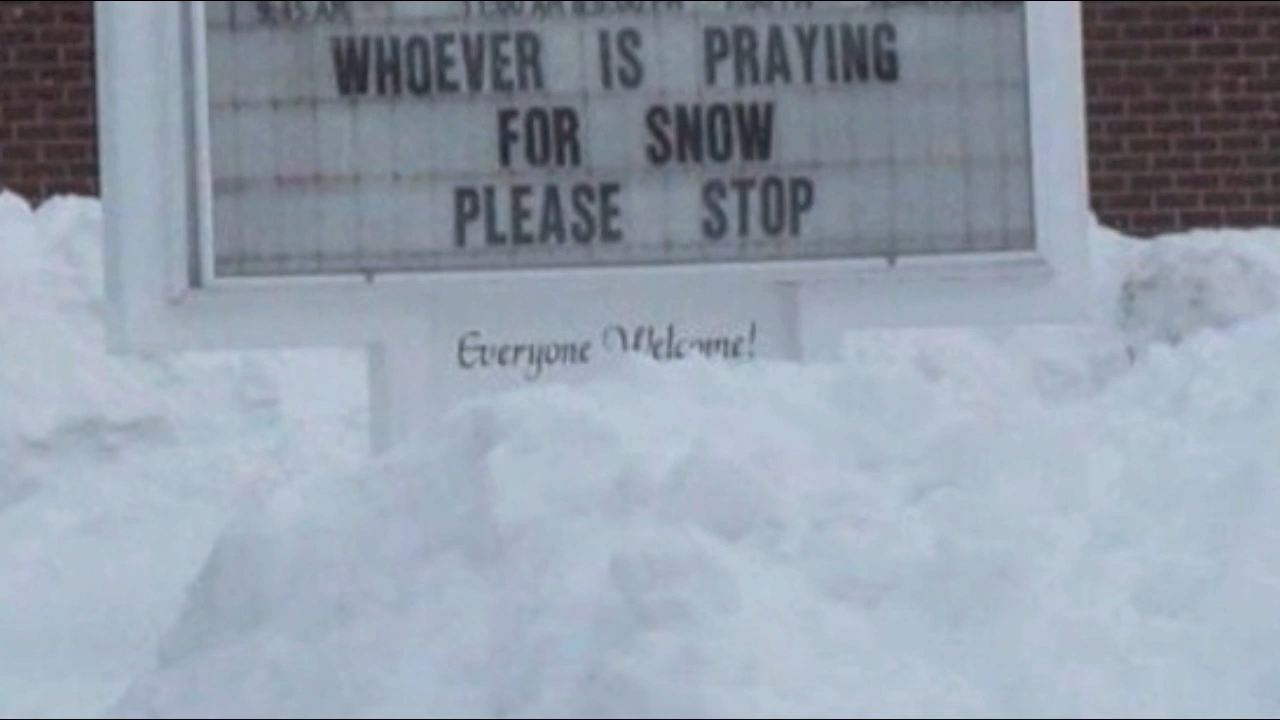 WHOEVER IS PRAYING
FOR SNOW
PLEASE STOP
Everyone Welcome!